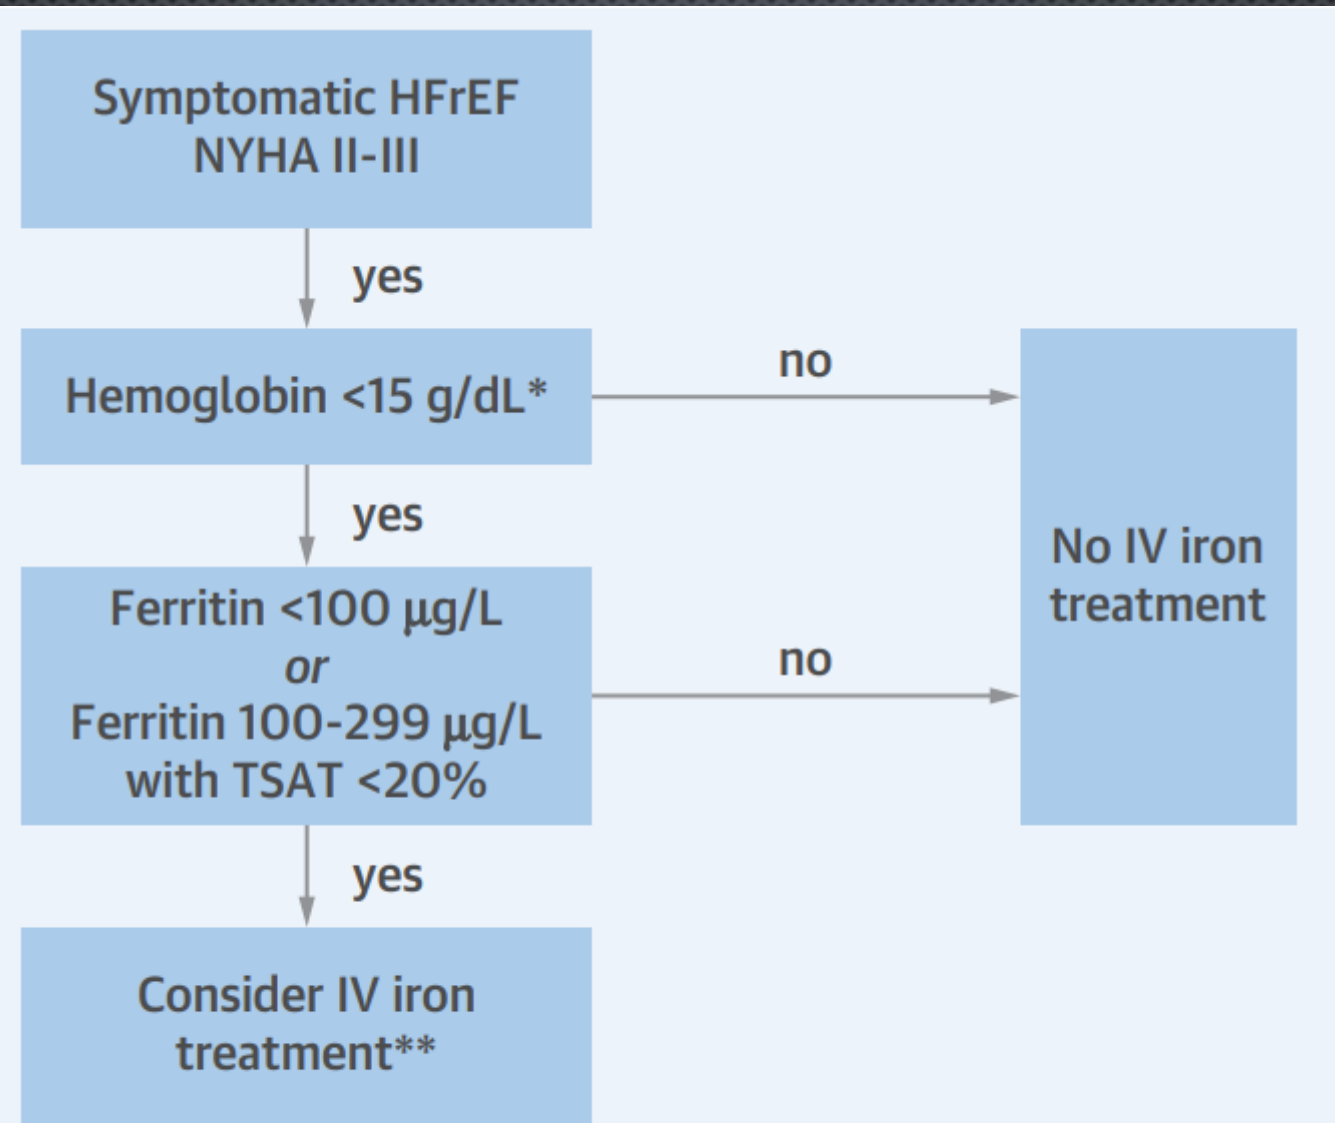 Symptomatic HFrEF
NYHA II-III
yes
Hemoglobin <15 g/dL*
no
yes
Ferritin <100 μg/L
or
Ferritin 100-299 μg/L
with TSAT <20%
no
No IV iron
treatment
yes
Consider IV iron
treatment**